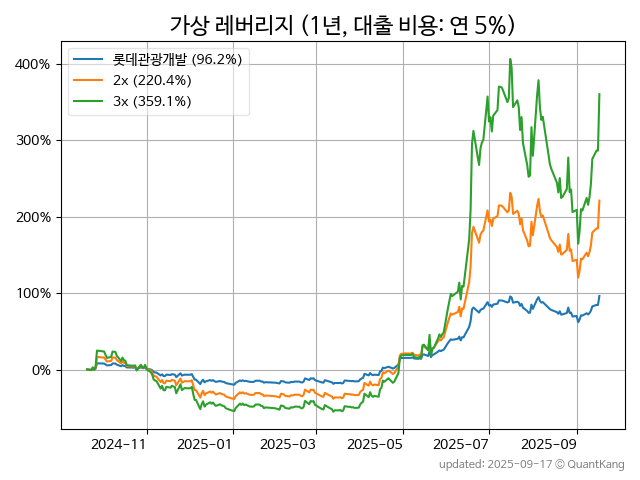 가상 레버리지 (1년, 대출 비용: 연 5%)
롯데관광개발 (96.2%)
2x (220.4%)
3x (359.1%)
400%
300%
200%
100%
0%
2024-11 2025-01 2025-03 2025-05 2025-07 2025-09
updated: 2025-09-17 © QuantKang